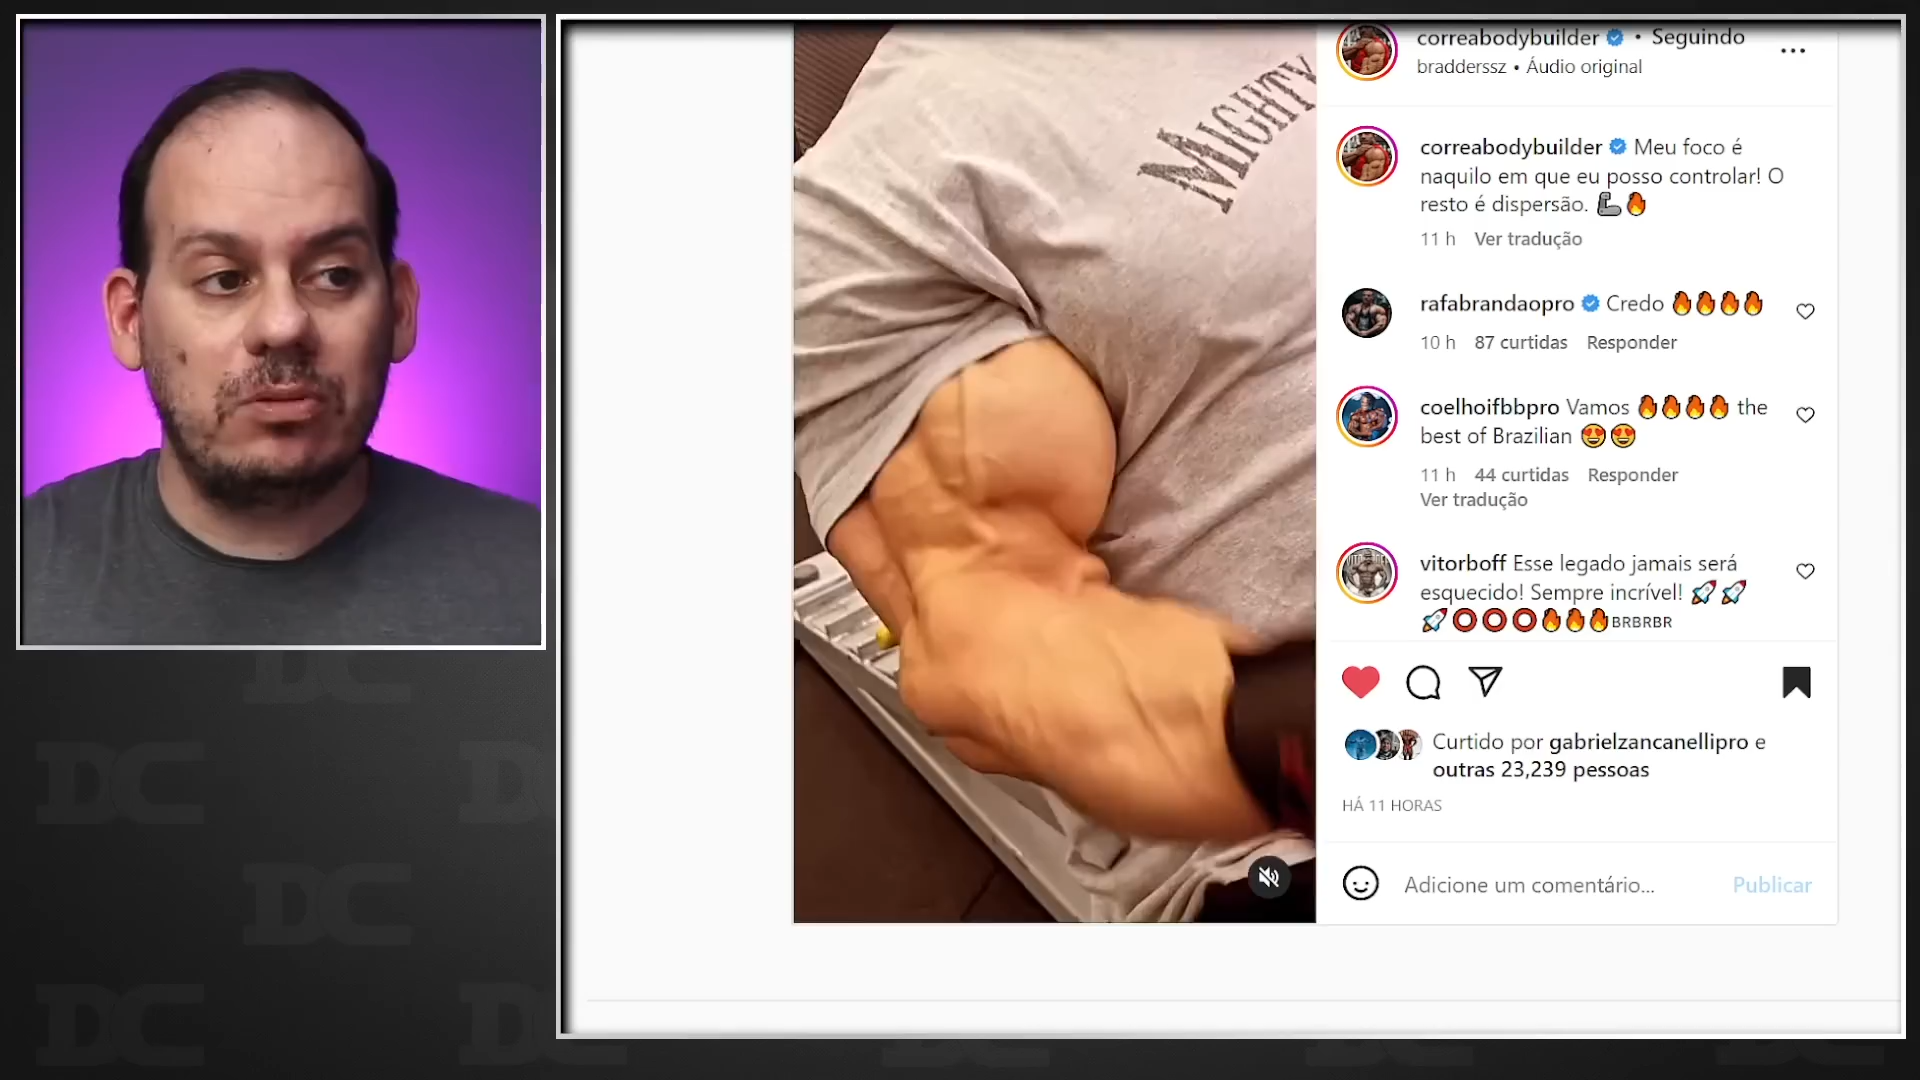 DC
MIGHTY
correabodybuilder • Seguindo
bradderssz • Áudio original
correabodybuilder Meu foco é
naquilo em que eu posso controlar! O
resto é dispersão. 🦾🔥
11 h Ver tradução
rafabrandaopro Credo 🔥🔥🔥🔥
10 h 87 curtidas Responder
coelhoifbbpro Vamos 🔥🔥🔥🔥 the
best of Brazilian 😍😍
11 h 44 curtidas Responder
Ver tradução
vitorboff Esse legado jamais será
esquecido! Sempre incrível! 🚀🚀
🚀⭕⭕⭕🔥🔥🔥BRBRBR
Curtido por gabrielzancanellipro e
outras 23,239 pessoas
HÁ 11 HORAS
Adicione um comentário... Publicar